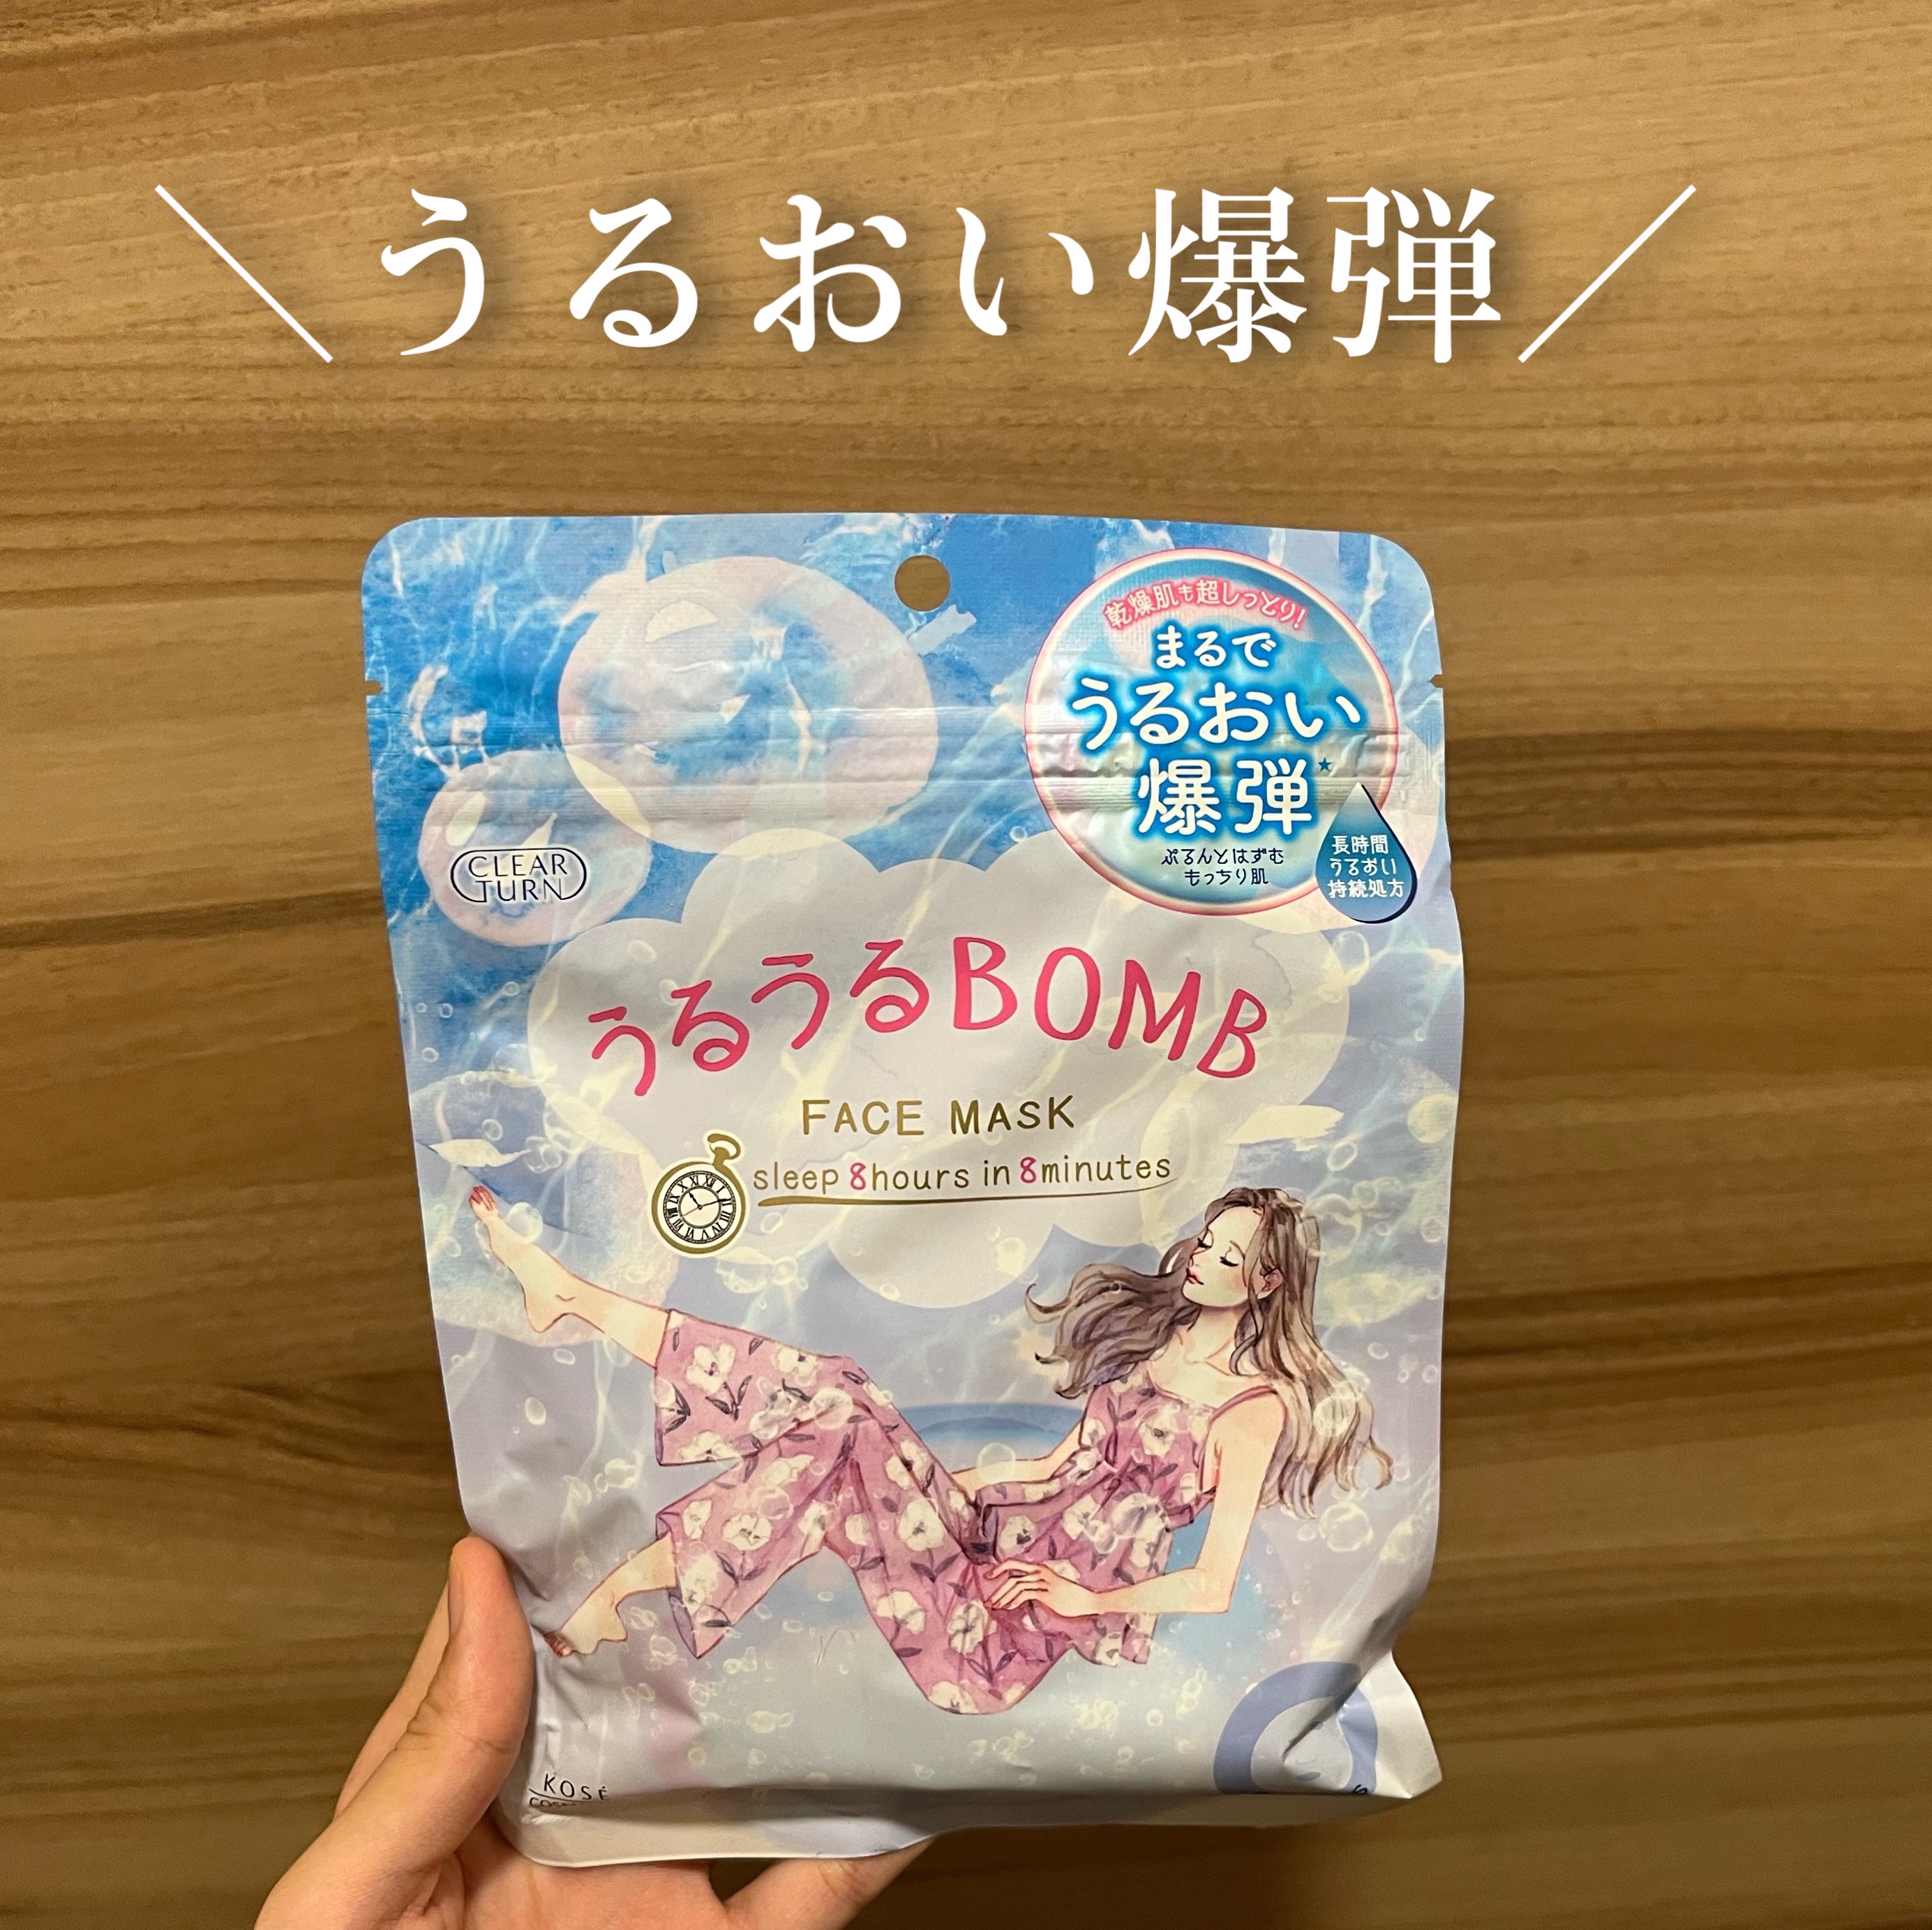 ＼うるおい爆弾／
乾燥肌も超しっとり!
まるで
うるおい
爆弾★
ぷるんとはずむ
もっちり肌
長時間
うるおい
持続処方
CLEAR
TURN
うるうるBOMB
FACE MASK
sleep 8hours in 8minutes
KOSÉ